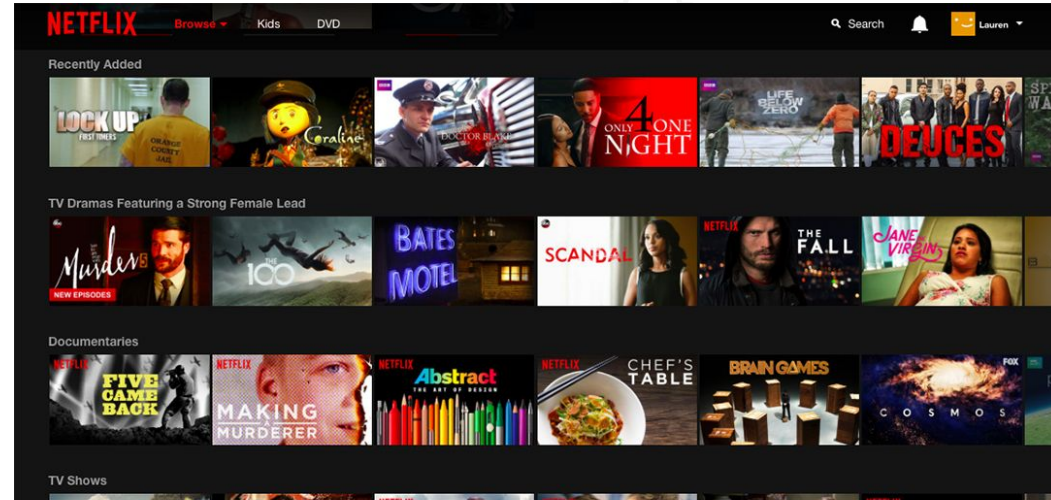 NETFLIX Browse Kids DVD Search Lauren
Recently Added
LOCK UP
FIRST TIMERS
ORANGE
COUNTY
JAIL
Coraline
BBC
DOCTOR BLAKE
ONLY 4 ONE
NIGHT
BBC
LIFE
BELOW
ZERO
DEUCES
TV Dramas Featuring a Strong Female Lead
abc
Murder
NEW EPISODES
THE
100
BATES
MOTEL
abc
SCANDAL
NETFLIX
THE
FALL
JANE
VIRGIN
Documentaries
NETFLIX
FIVE
CAME
BACK
NETFLIX
MAKING
A
MURDERER
NETFLIX
Abstract
THE ART OF DESIGN
NETFLIX
CHEF'S
TABLE
BRAIN GAMES
FOX
COSMOS
TV Shows